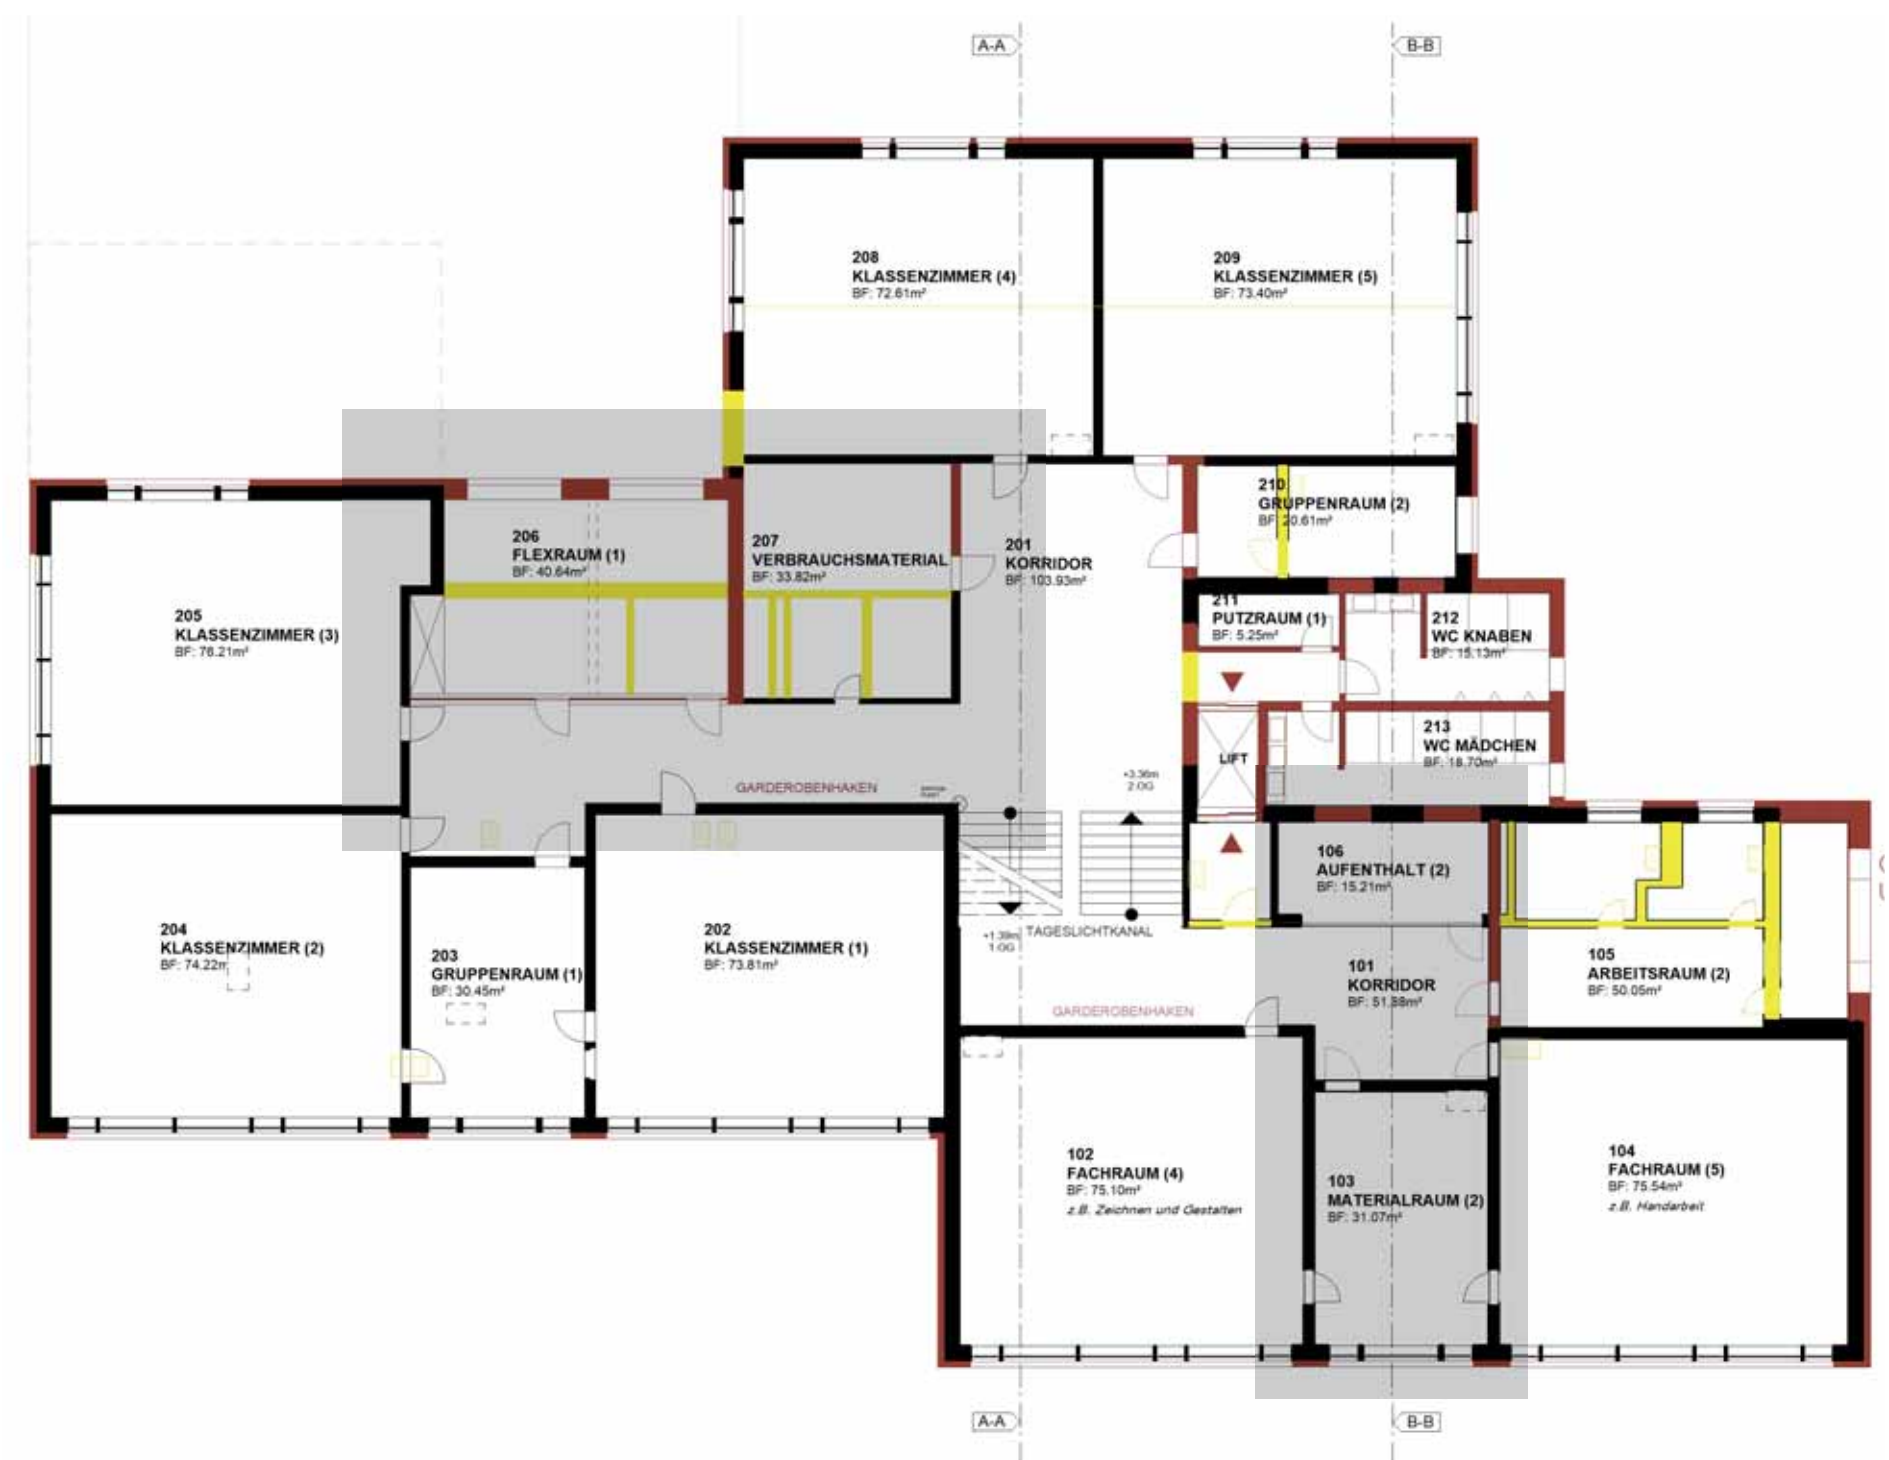 A-A
B-B
208
KLASSENZIMMER (4)
BF: 72.61m²
209
KLASSENZIMMER (5)
BF: 73.40m²
210
GRUPPENRAUM (2)
BF: 20.61m²
206
FLEXRAUM (1)
BF: 40.64m²
207
VERBRAUCHSMATERIAL
BF: 33.82m²
201
KORRIDOR
BF: 103.93m²
205
KLASSENZIMMER (3)
BF: 76.21m²
211
PUTZRAUM (1)
BF: 5.25m²
212
WC KNABEN
BF: 15.13m²
213
WC MÄDCHEN
BF: 18.70m²
LIFT
+3.36m
2.OG
GARDEROBENHAKEN
106
AUFENTHALT (2)
BF: 15.21m²
204
KLASSENZIMMER (2)
BF: 74.22m
203
GRUPPENRAUM (1)
BF: 30.45m²
202
KLASSENZIMMER (1)
BF: 73.81m²
+1.39m
1.OG
TAGESLICHTKANAL
101
KORRIDOR
BF: 51.88m²
105
ARBEITSRAUM (2)
BF: 50.05m²
GARDEROBENHAKEN
102
FACHRAUM (4)
BF: 75.10m²
z.B. Zeichnen und Gestalten
103
MATERIALRAUM (2)
BF: 31.07m²
104
FACHRAUM (5)
BF: 75.54m²
z.B. Handarbeit
A-A
B-B